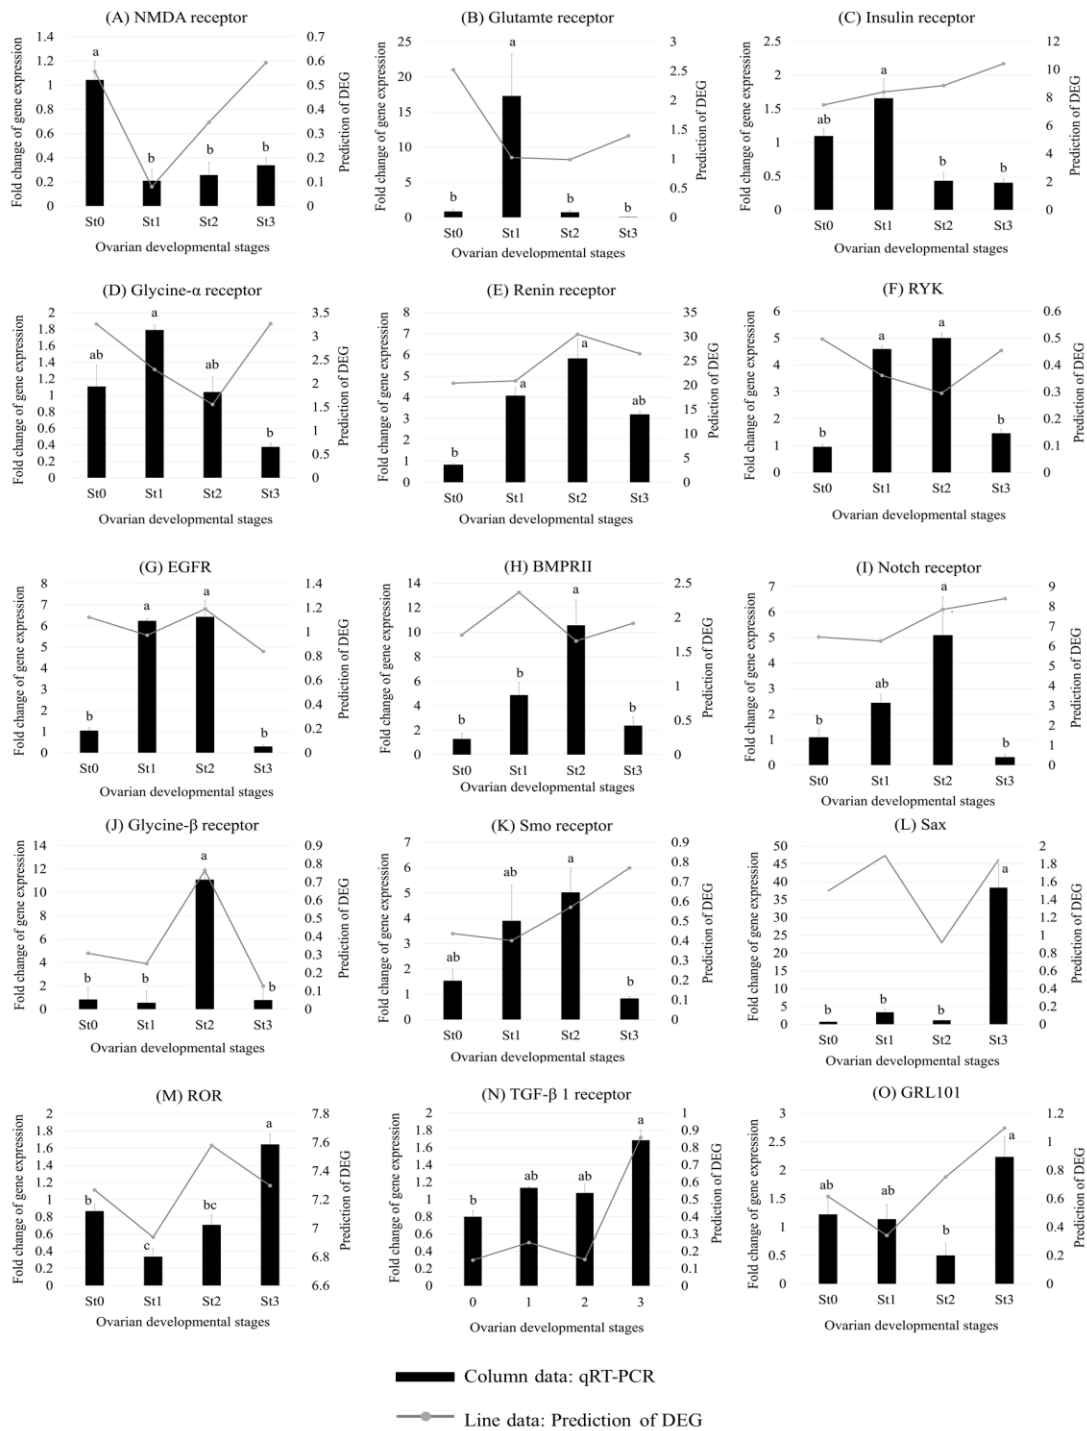 (A) NMDA receptor
Fold change of gene expression
1.4
1.2
1
0.8
0.6
0.4
0.2
0
a
b
b
b
0.7
0.6
0.5
0.4
0.3
0.2
0.1
0
Prediction of DEG
St0 St1 St2 St3
Ovarian developmental stages
(B) Glutamte receptor
Fold change of gene expression
25
20
15
10
5
0
b
a
b
b
3
2.5
2
1.5
1
0.5
0
Prediction of DEG
St0 St1 St2 St3
Ovarian developmental stages
(C) Insulin receptor
Fold change of gene expression
2.5
2
1.5
1
0.5
0
ab
a
b
b
12
10
8
6
4
2
0
Prediction of DEG
St0 St1 St2 St3
Ovarian developmental stages
(D) Glycine-α receptor
Fold change of gene expression
2
1.8
1.6
1.4
1.2
1
0.8
0.6
0.4
0.2
0
ab
a
ab
b
3.5
3
2.5
2
1.5
1
0.5
0
Prediction of DEG
St0 St1 St2 St3
Ovarian developmental stages
(E) Renin receptor
Fold change of gene expression
8
7
6
5
4
3
2
1
0
b
a
a
ab
35
30
25
20
15
10
5
0
Pediction of DEG
St0 St1 St2 St3
Ovarian developmental stages
(F) RYK
Fold change of gene expression
6
5
4
3
2
1
0
b
a
a
b
0.6
0.5
0.4
0.3
0.2
0.1
0
Prediction of DEG
St0 St1 St2 St3
Ovarian developmental stages
(G) EGFR
Fold change of gene expression
8
7
6
5
4
3
2
1
0
b
a
a
b
1.4
1.2
1
0.8
0.6
0.4
0.2
0
Prediction of DEG
St0 St1 St2 St3
Ovarian developmental stages
(H) BMPRII
Fold change of gene expression
14
12
10
8
6
4
2
0
b
b
a
b
2.5
2
1.5
1
0.5
0
Prediction of DEG
St0 St1 St2 St3
Ovarian developmental stages
(I) Notch receptor
Fold change of gene expression
7
6
5
4
3
2
1
0
b
ab
a
b
9
8
7
6
5
4
3
2
1
0
Prediction of DEG
St0 St1 St2 St3
Ovarian developmental stages
(J) Glycine-β receptor
Fold change of gene expression
14
12
10
8
6
4
2
0
b
b
a
b
0.9
0.8
0.7
0.6
0.5
0.4
0.3
0.2
0.1
0
Prediction of DEG
St0 St1 St2 St3
Ovarian developmental stages
(K) Smo receptor
Fold change of gene expression
7
6
5
4
3
2
1
0
ab
ab
a
b
0.9
0.8
0.7
0.6
0.5
0.4
0.3
0.2
0.1
0
Prediction of DEG
St0 St1 St2 St3
Ovarian developmental stages
(L) Sax
Fold change of gene expression
50
45
40
35
30
25
20
15
10
5
0
b
b
b
a
2
1.8
1.6
1.4
1.2
1
0.8
0.6
0.4
0.2
0
Prediction of DEG
St0 St1 St2 St3
Ovarian developmental stages
(M) ROR
Fold change of gene expression
2
1.8
1.6
1.4
1.2
1
0.8
0.6
0.4
0.2
0
b
c
bc
a
7.8
7.6
7.4
7.2
7
6.8
6.6
Prediction of DEG
St0 St1 St2 St3
Ovarian developmental stages
(N) TGF-β 1 receptor
Fold change of gene expression
2
1.8
1.6
1.4
1.2
1
0.8
0.6
0.4
0.2
0
b
ab
ab
a
1
0.9
0.8
0.7
0.6
0.5
0.4
0.3
0.2
0.1
0
Prediction of DEG
0 1 2 3
Ovarian developmental stages
(O) GRL101
Fold change of gene expression
3
2.5
2
1.5
1
0.5
0
ab
ab
b
a
1.2
1
0.8
0.6
0.4
0.2
0
Prediction of DEG
St0 St1 St2 St3
Ovarian developmental stages
Column data: qRT-PCR
Line data: Prediction of DEG